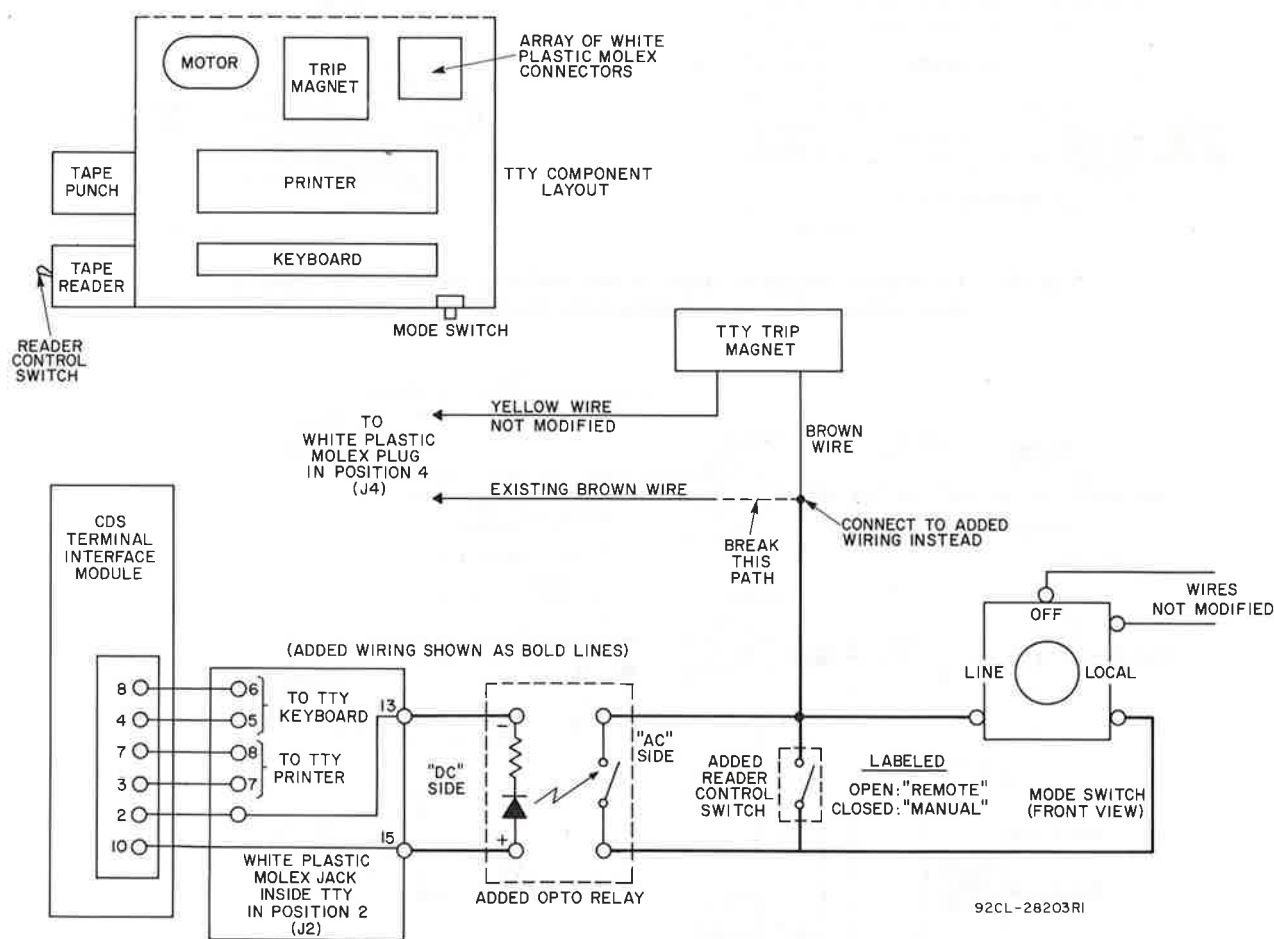 MOTOR
TRIP
MAGNET
ARRAY OF WHITE
PLASTIC MOLEX
CONNECTORS
TAPE
PUNCH
PRINTER
TTY COMPONENT
LAYOUT
TAPE
READER
KEYBOARD
READER
CONTROL
SWITCH
MODE SWITCH
TTY TRIP
MAGNET
YELLOW WIRE
NOT MODIFIED
TO
WHITE PLASTIC
MOLEX PLUG
IN POSITION 4
(J4)
BROWN
WIRE
EXISTING BROWN WIRE
BREAK
THIS
PATH
CONNECT TO ADDED
WIRING INSTEAD
CDS
TERMINAL
INTERFACE
MODULE
WIRES
NOT MODIFIED
OFF
LINE
LOCAL
MODE SWITCH
(FRONT VIEW)
(ADDED WIRING SHOWN AS BOLD LINES)
8
4
7
3
2
10
6
5
8
7
TO TTY
KEYBOARD
TO TTY
PRINTER
13
15
WHITE PLASTIC
MOLEX JACK
INSIDE TTY
IN POSITION 2
(J2)
"DC"
SIDE
-
+
"AC"
SIDE
ADDED OPTO RELAY
ADDED
READER
CONTROL
SWITCH
LABELED
OPEN: "REMOTE"
CLOSED: "MANUAL"
92CL-28203RI